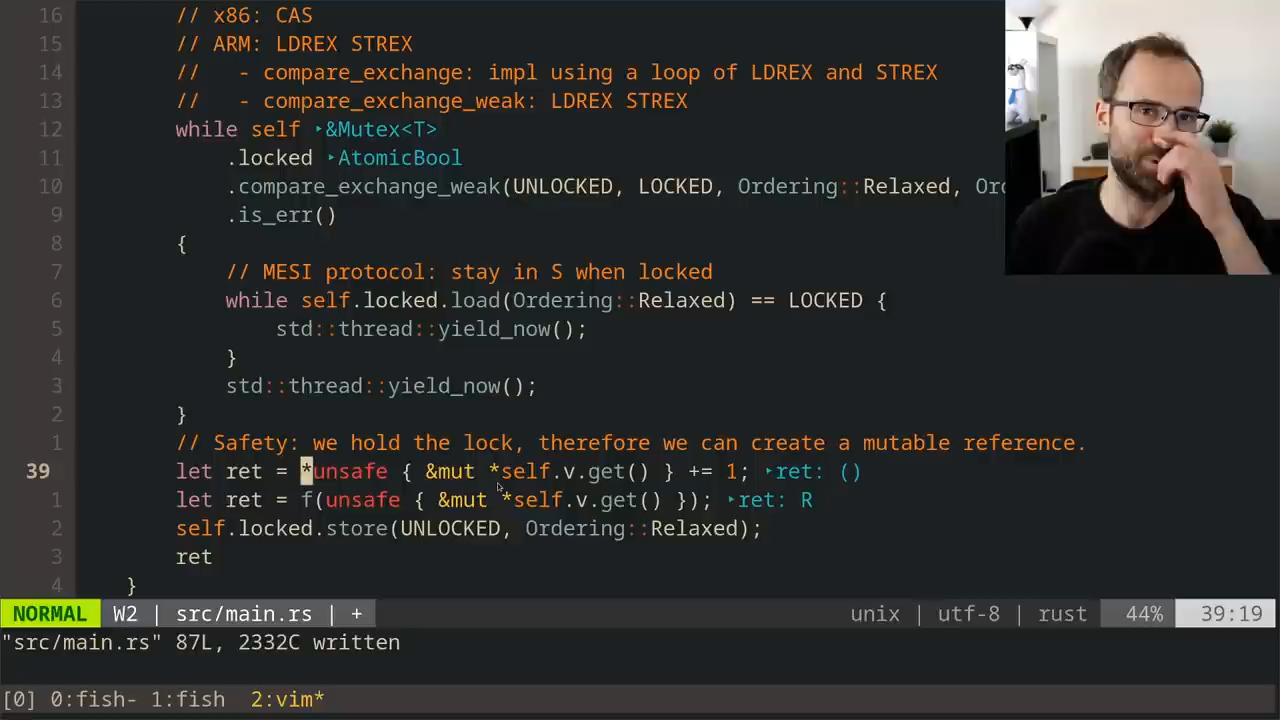 16 // x86: CAS
15 // ARM: LDREX STREX
14 //   - compare_exchange: impl using a loop of LDREX and STREX
13 //   - compare_exchange_weak: LDREX STREX
12 while self ‣&Mutex<T>
11 .locked ‣AtomicBool
10 .compare_exchange_weak(UNLOCKED, LOCKED, Ordering::Relaxed,
9 .is_err()
8 {
7 // MESI protocol: stay in S when locked
6 while self.locked.load(Ordering::Relaxed) == LOCKED {
5 std::thread::yield_now();
4 }
3 std::thread::yield_now();
2 }
1 // Safety: we hold the lock, therefore we can create a mutable reference.
39 let ret = *unsafe { &mut *self.v.get() } += 1; ‣ret: ()
1 let ret = f(unsafe { &mut *self.v.get() }); ‣ret: R
2 self.locked.store(UNLOCKED, Ordering::Relaxed);
3 ret
4 }
NORMAL W2 | src/main.rs | + unix | utf-8 | rust 44% 39:19
"src/main.rs" 87L, 2332C written
[0] 0:fish- 1:fish 2:vim*